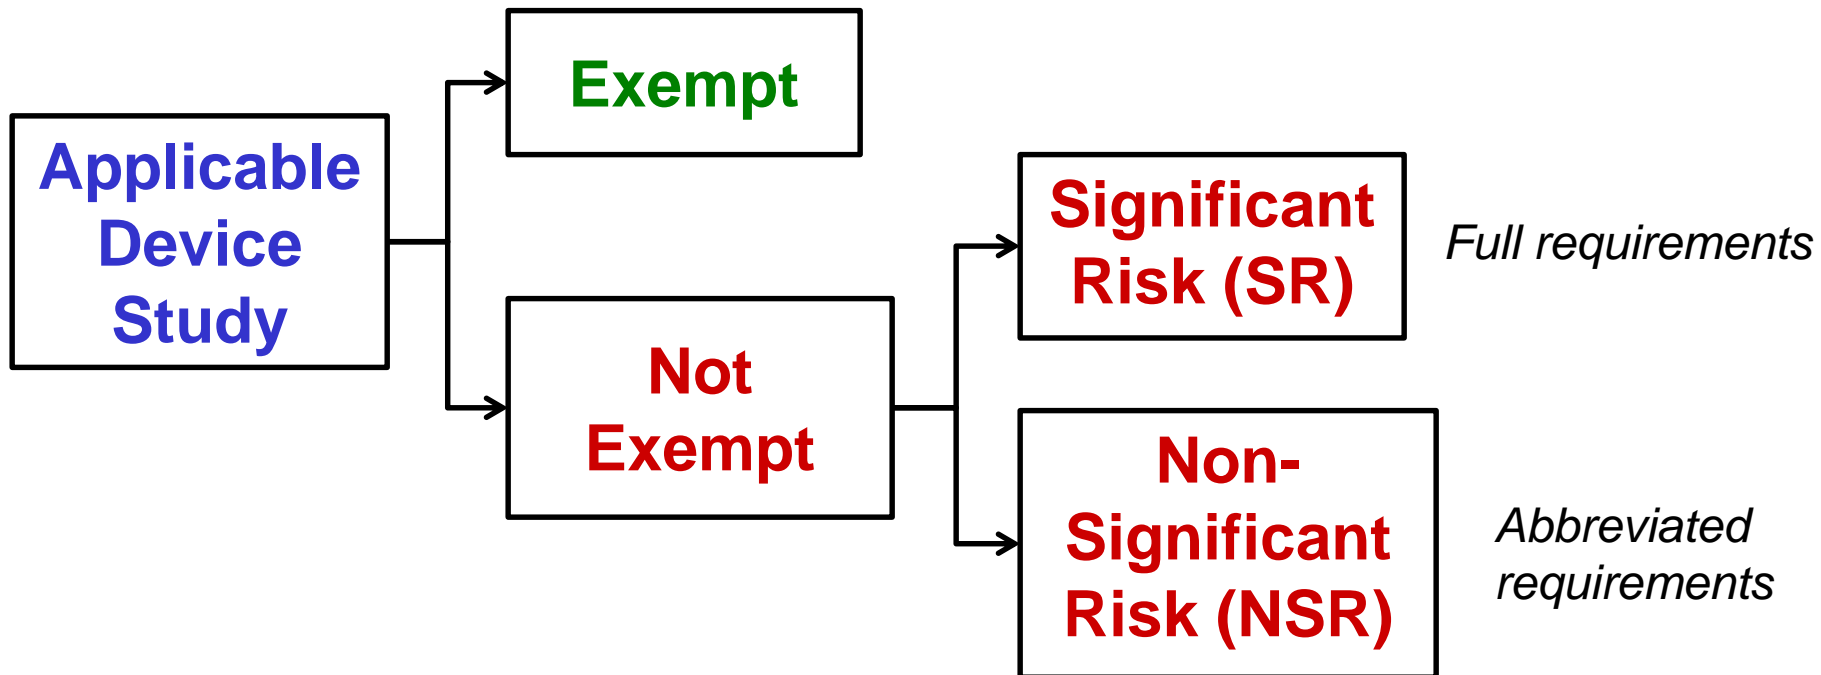 Exempt
Applicable
Device
Study
Significant
Risk (SR)
Full requirements
Not
Exempt
Non-
Significant
Risk (NSR)
Abbreviated
requirements